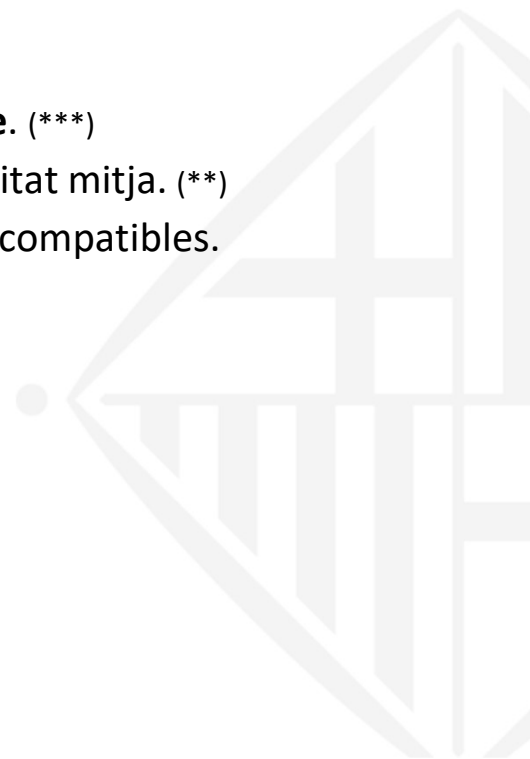 e. (***)
itat mitja. (**)
compatibles.